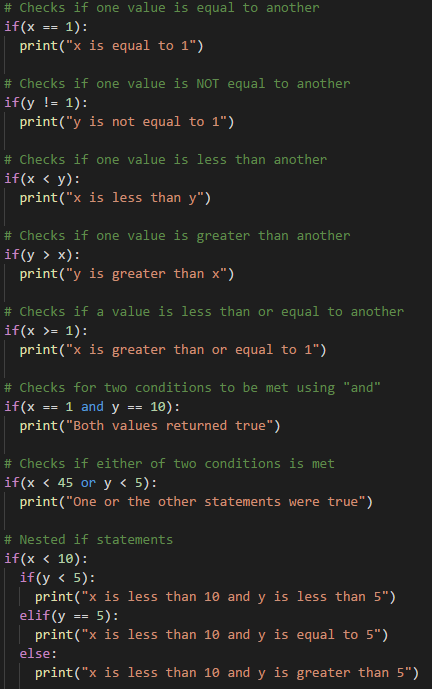 # Checks if one value is equal to another
if(x == 1):
  print("x is equal to 1")

# Checks if one value is NOT equal to another
if(y != 1):
  print("y is not equal to 1")

# Checks if one value is less than another
if(x < y):
  print("x is less than y")

# Checks if one value is greater than another
if(y > x):
  print("y is greater than x")

# Checks if a value is less than or equal to another
if(x >= 1):
  print("x is greater than or equal to 1")

# Checks for two conditions to be met using "and"
if(x == 1 and y == 10):
  print("Both values returned true")

# Checks if either of two conditions is met
if(x < 45 or y < 5):
  print("One or the other statements were true")

# Nested if statements
if(x < 10):
  if(y < 5):
    print("x is less than 10 and y is less than 5")
  elif(y == 5):
    print("x is less than 10 and y is equal to 5")
  else:
    print("x is less than 10 and y is greater than 5")